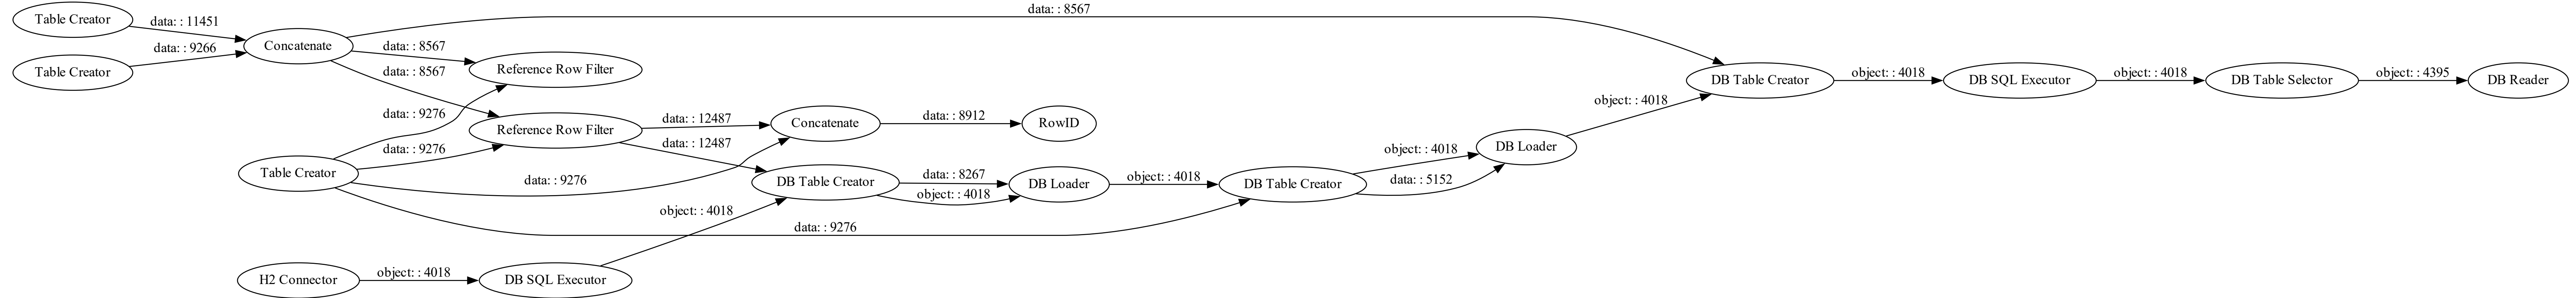 Table Creator
data: : 11451
Table Creator
data: : 9266
Concatenate
data: : 8567
data: : 8567
data: : 8567
Reference Row Filter
Table Creator
data: : 9276
data: : 9276
data: : 9276
data: : 9276
Reference Row Filter
data: : 12487
data: : 12487
Concatenate
data: : 8912
RowID
H2 Connector
object: : 4018
DB SQL Executor
object: : 4018
DB Table Creator
data: : 8267
object: : 4018
DB Loader
object: : 4018
DB Table Creator
object: : 4018
data: : 5152
DB Loader
object: : 4018
DB Table Creator
object: : 4018
DB SQL Executor
object: : 4018
DB Table Selector
object: : 4395
DB Reader